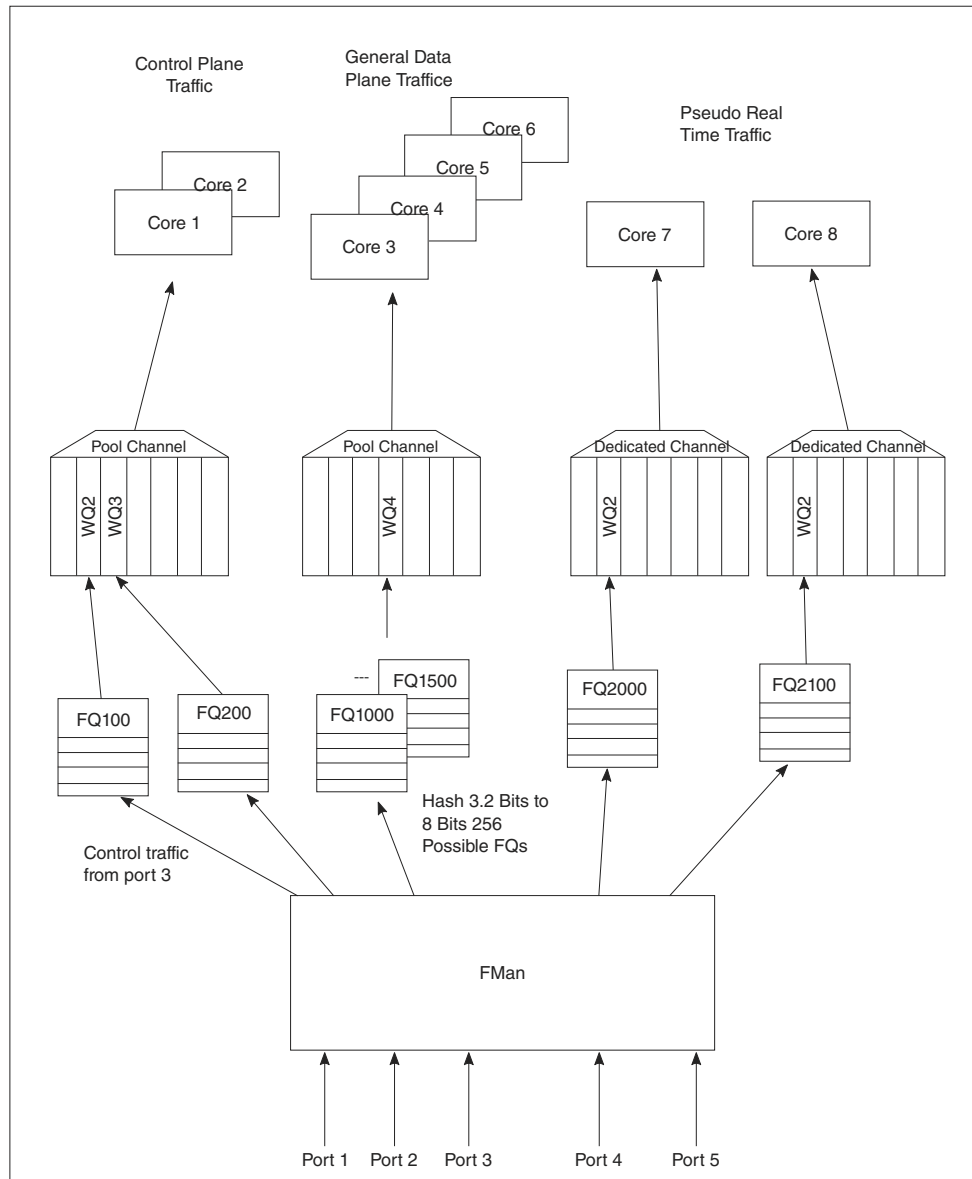 Control Plane
Traffic
General Data
Plane Traffice
Pseudo Real
Time Traffic
Core 6
Core 5
Core 2
Core 4
Core 1
Core 3
Core 7
Core 8
Pool Channel
Pool Channel
Dedicated Channel
Dedicated Channel
WQ2
WQ3
WQ4
WQ2
WQ2
---
FQ100
FQ200
FQ1000
FQ1500
FQ2000
FQ2100
Hash 3.2 Bits to
8 Bits 256
Possible FQs
Control traffic
from port 3
FMan
Port 1
Port 2
Port 3
Port 4
Port 5